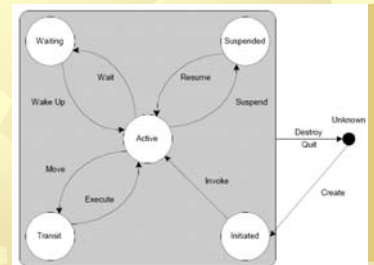 Waiting
Suspended
Wait
Resume
Wake Up
Suspend
Unknown
Active
Destroy
Quit
Move
Invoke
Execute
Create
Transit
Initiated